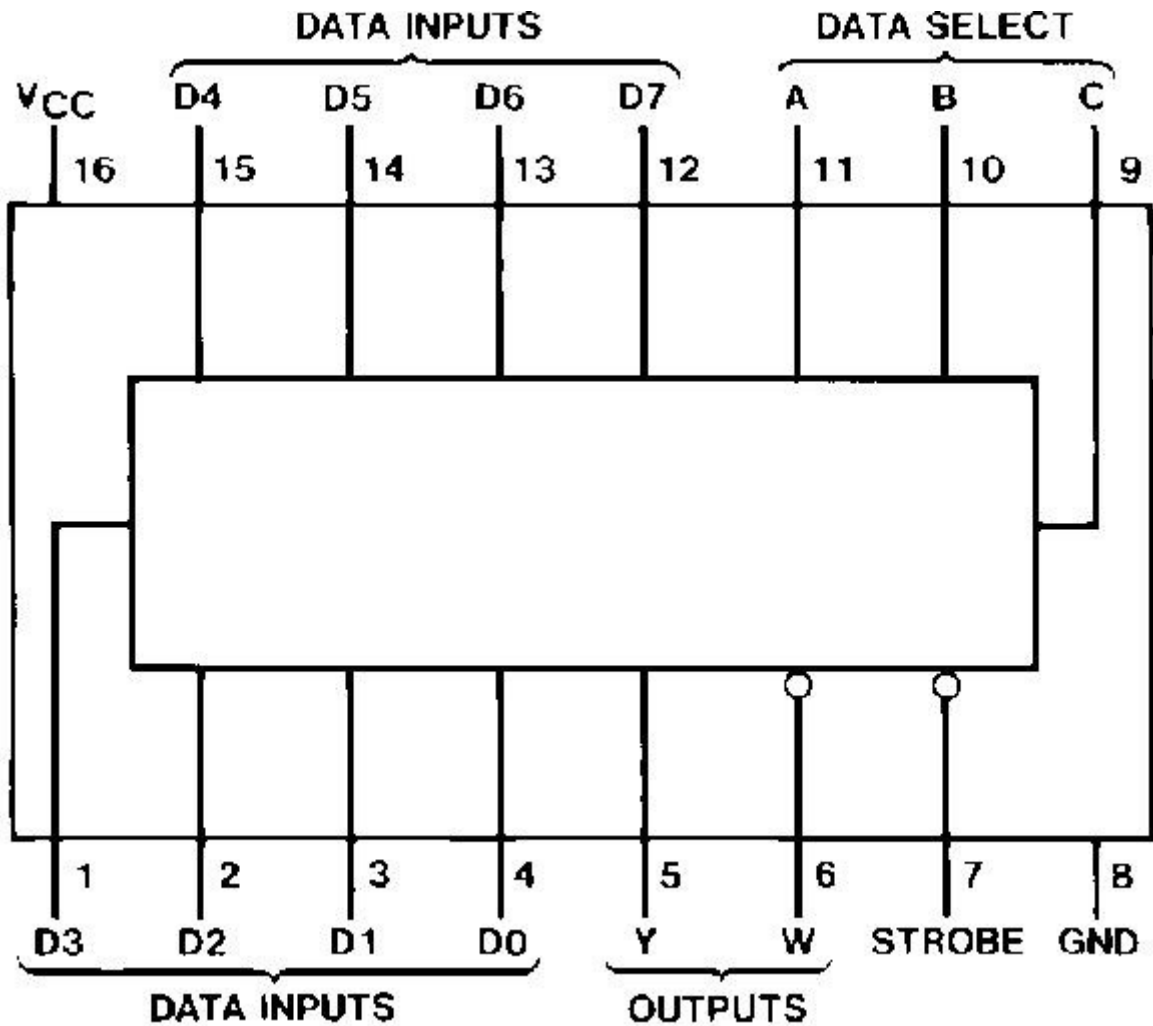 DATA INPUTS DATA SELECT
VCC D4 D5 D6 D7 A B C
16 15 14 13 12 11 10 9
1 2 3 4 5 6 7 8
D3 D2 D1 D0 Y W STROBE GND
DATA INPUTS OUTPUTS